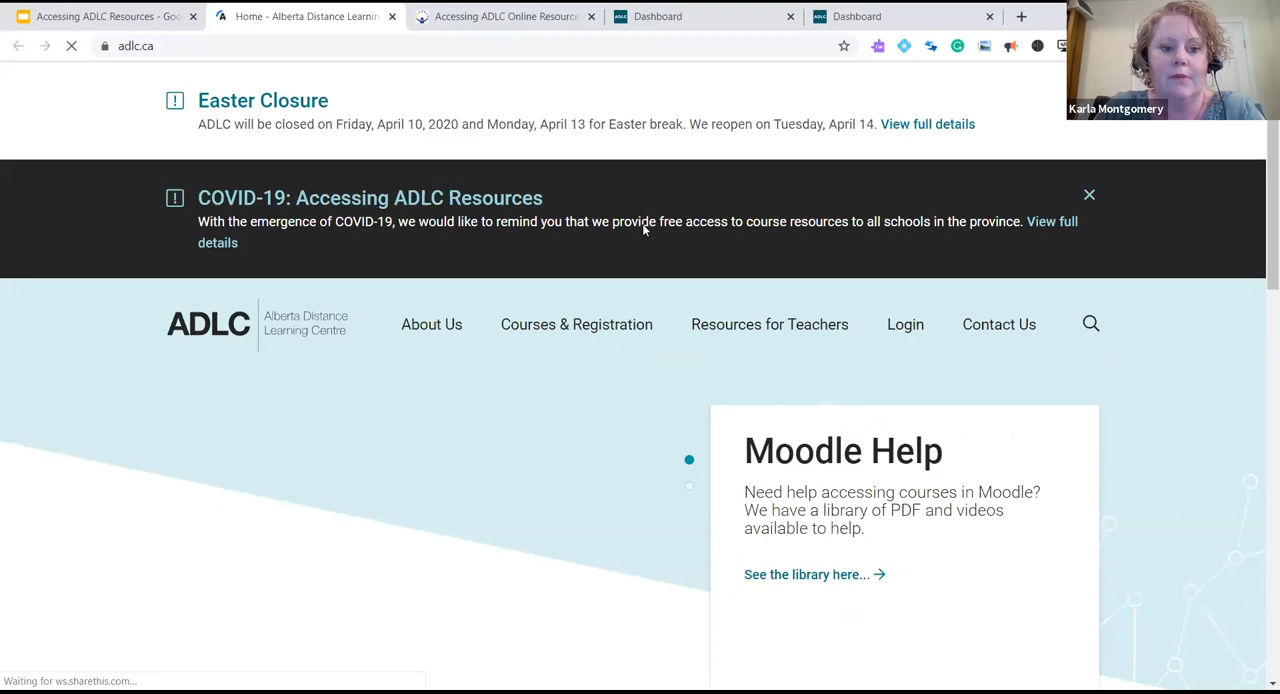 Accessing ADLC Resources - Goo
Home - Alberta Distance Learnin
Accessing ADLC Online Resource
Dashboard
Dashboard
adlc.ca
Karla Montgomery
Easter Closure
ADLC will be closed on Friday, April 10, 2020 and Monday, April 13 for Easter break. We reopen on Tuesday, April 14. View full details
COVID-19: Accessing ADLC Resources
With the emergence of COVID-19, we would like to remind you that we provide free access to course resources to all schools in the province. View full
details
ADLC
Alberta Distance
Learning Centre
About Us
Courses & Registration
Resources for Teachers
Login
Contact Us
Moodle Help
Need help accessing courses in Moodle?
We have a library of PDF and videos
available to help.
See the library here...
Waiting for ws.sharethis.com...